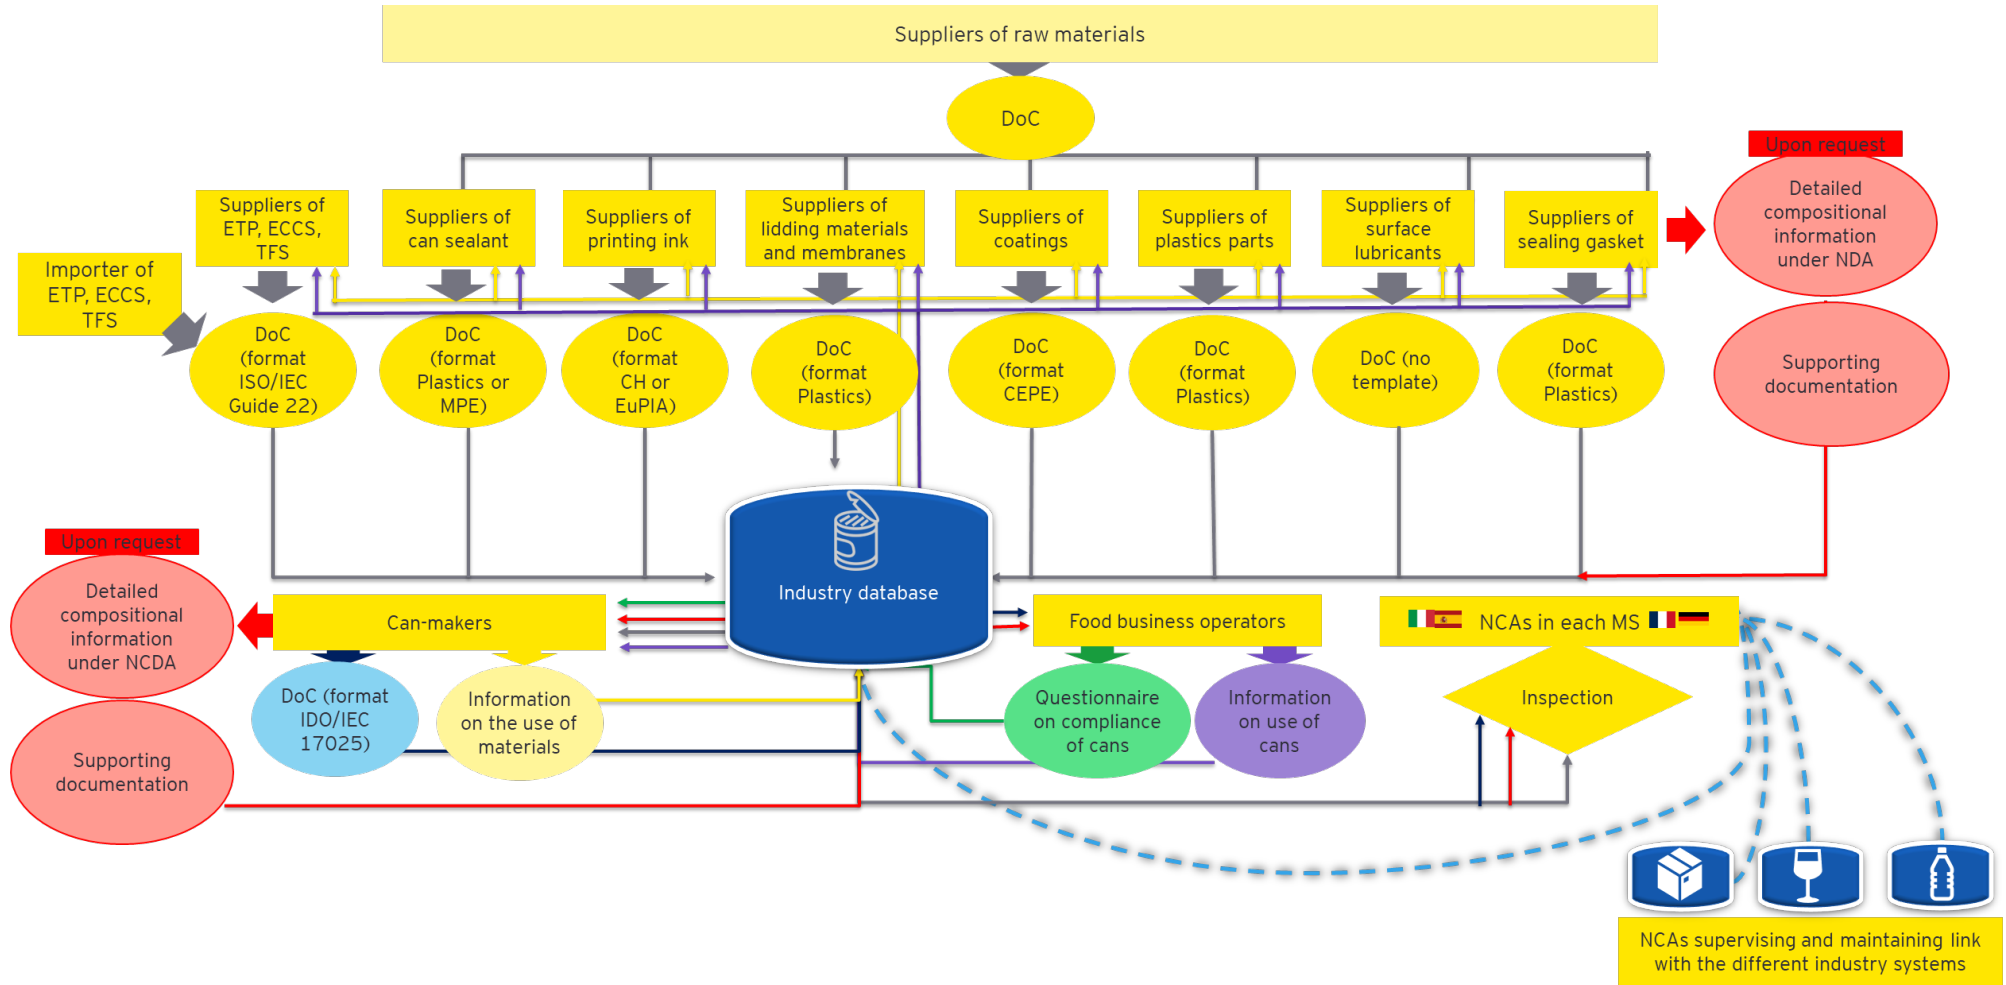 Suppliers of raw materials
DoC
Upon request
Detailed
compositional
information
under NDA
Suppliers of
ETP, ECCS,
TFS
Suppliers of
can sealant
Suppliers of
printing ink
Suppliers of
lidding materials
and membranes
Suppliers of
coatings
Suppliers of
plastics parts
Suppliers of
surface
lubricants
Suppliers of
sealing gasket
Importer of
ETP, ECCS,
TFS
DoC
(format
ISO/IEC
Guide 22)
DoC
(format
Plastics or
MPE)
DoC
(format
CH or
EuPIA)
DoC
(format
Plastics)
DoC
(format
CEPE)
DoC
(format
Plastics)
DoC (no
template)
DoC
(format
Plastics)
Supporting
documentation
Industry database
Upon request
Detailed
compositional
information
under NCDA
Can-makers
Food business operators
NCAs in each MS
DoC (format
IDO/IEC
17025)
Information
on the use of
materials
Questionnaire
on compliance
of cans
Information
on use of
cans
Inspection
Supporting
documentation
NCAs supervising and maintaining link
with the different industry systems